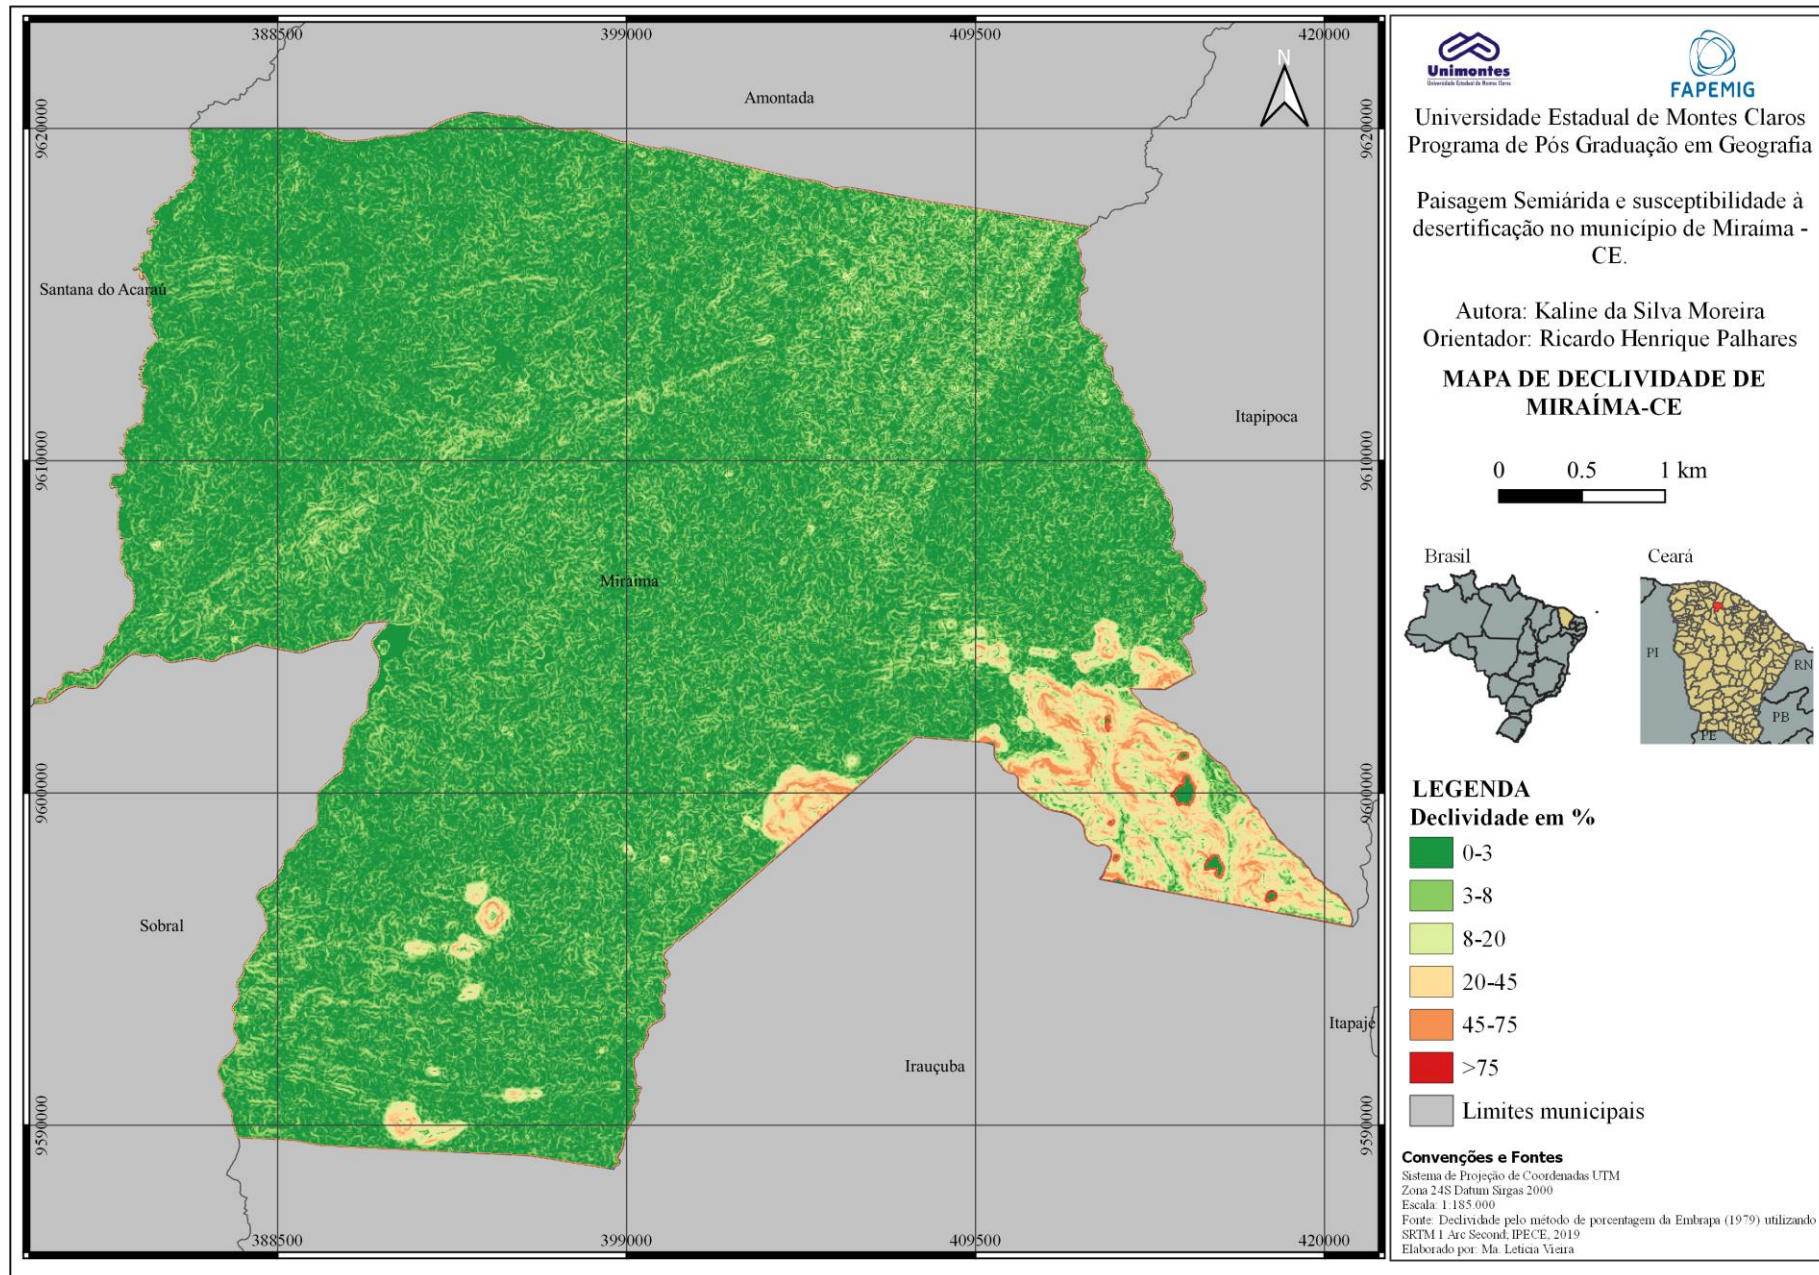 388500
399000
409500
420000
N
Amontada
9620000
9620000
Santana do Acaraú
Itapipoca
9610000
9610000
Miraíma
9600000
9600000
Sobral
Itapajé
Irauçuba
9590000
9590000
388500
399000
409500
420000
Unimontes
Universidade Estadual de Montes Claros
FAPEMIG
Universidade Estadual de Montes Claros
Programa de Pós Graduação em Geografia
Paisagem Semiárida e susceptibilidade à
desertificação no município de Miraíma -
CE.
Autora: Kaline da Silva Moreira
Orientador: Ricardo Henrique Palhares
MAPA DE DECLIVIDADE DE
MIRAÍMA-CE
0 0.5 1 km
Brasil
Ceará
PI
RN
PB
PE
LEGENDA
Declividade em %
0-3
3-8
8-20
20-45
45-75
>75
Limites municipais
Convenções e Fontes
Sistema de Projeção de Coordenadas UTM
Zona 24S Datum Sirgas 2000
Escala: 1:185.000
Fonte: Declividade pelo método de porcentagem da Embrapa (1979) utilizando
SRTM 1 Arc Second; IPECE, 2019
Elaborado por: Ma. Letícia Vieira